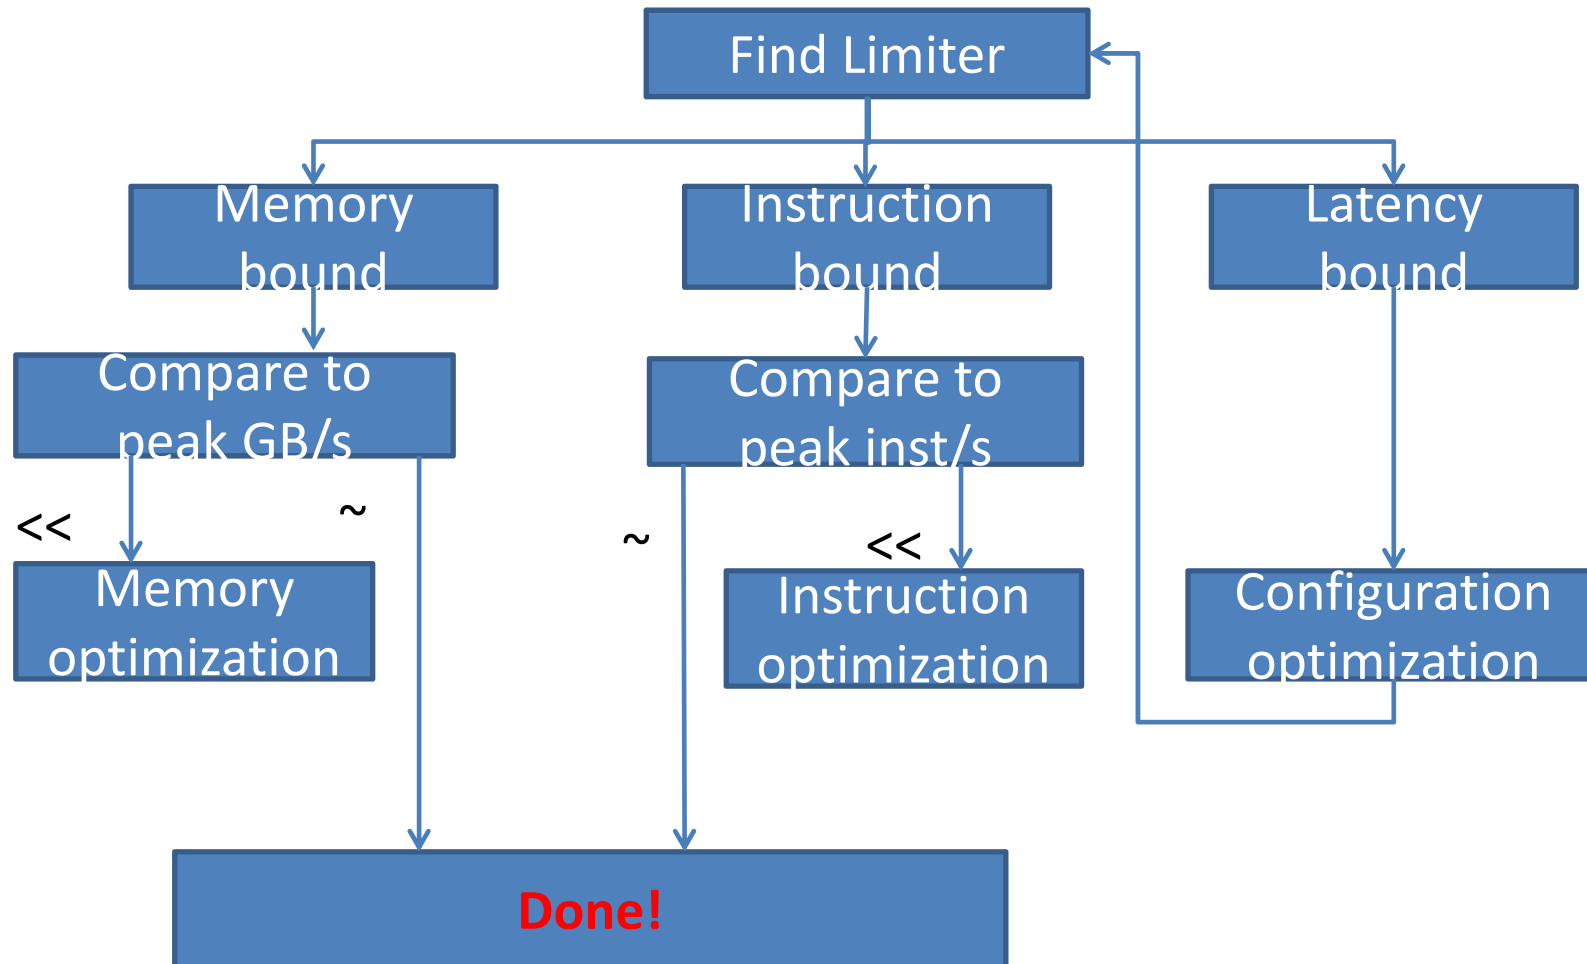 Find Limiter
Memory
bound
Instruction
bound
Latency
bound
Compare to
peak GB/s
Compare to
peak inst/s
<<
~
~
<<
Memory
optimization
Instruction
optimization
Configuration
optimization
Done!